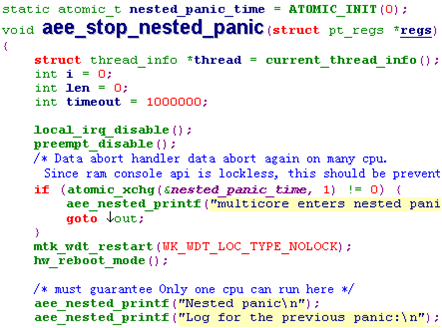 static atomic_t nested_panic_time = ATOMIC_INIT(0);
void aee_stop_nested_panic(struct pt_regs *regs)
{
struct thread_info *thread = current_thread_info();
int i = 0;
int len = 0;
int timeout = 1000000;
local_irq_disable();
preempt_disable();
/* Data abort handler data abort again on many cpu.
Since ram console api is lockless, this should be prevent
if (atomic_xchg(&nested_panic_time, 1) != 0) {
aee_nested_printf("multicore enters nested pani
goto ↓out;
}
mtk_wdt_restart(WK_WDT_LOC_TYPE_NOLOCK);
hw_reboot_mode();
/* must guarantee Only one cpu can run here */
aee_nested_printf("Nested panic\n");
aee_nested_printf("Log for the previous panic:\n");